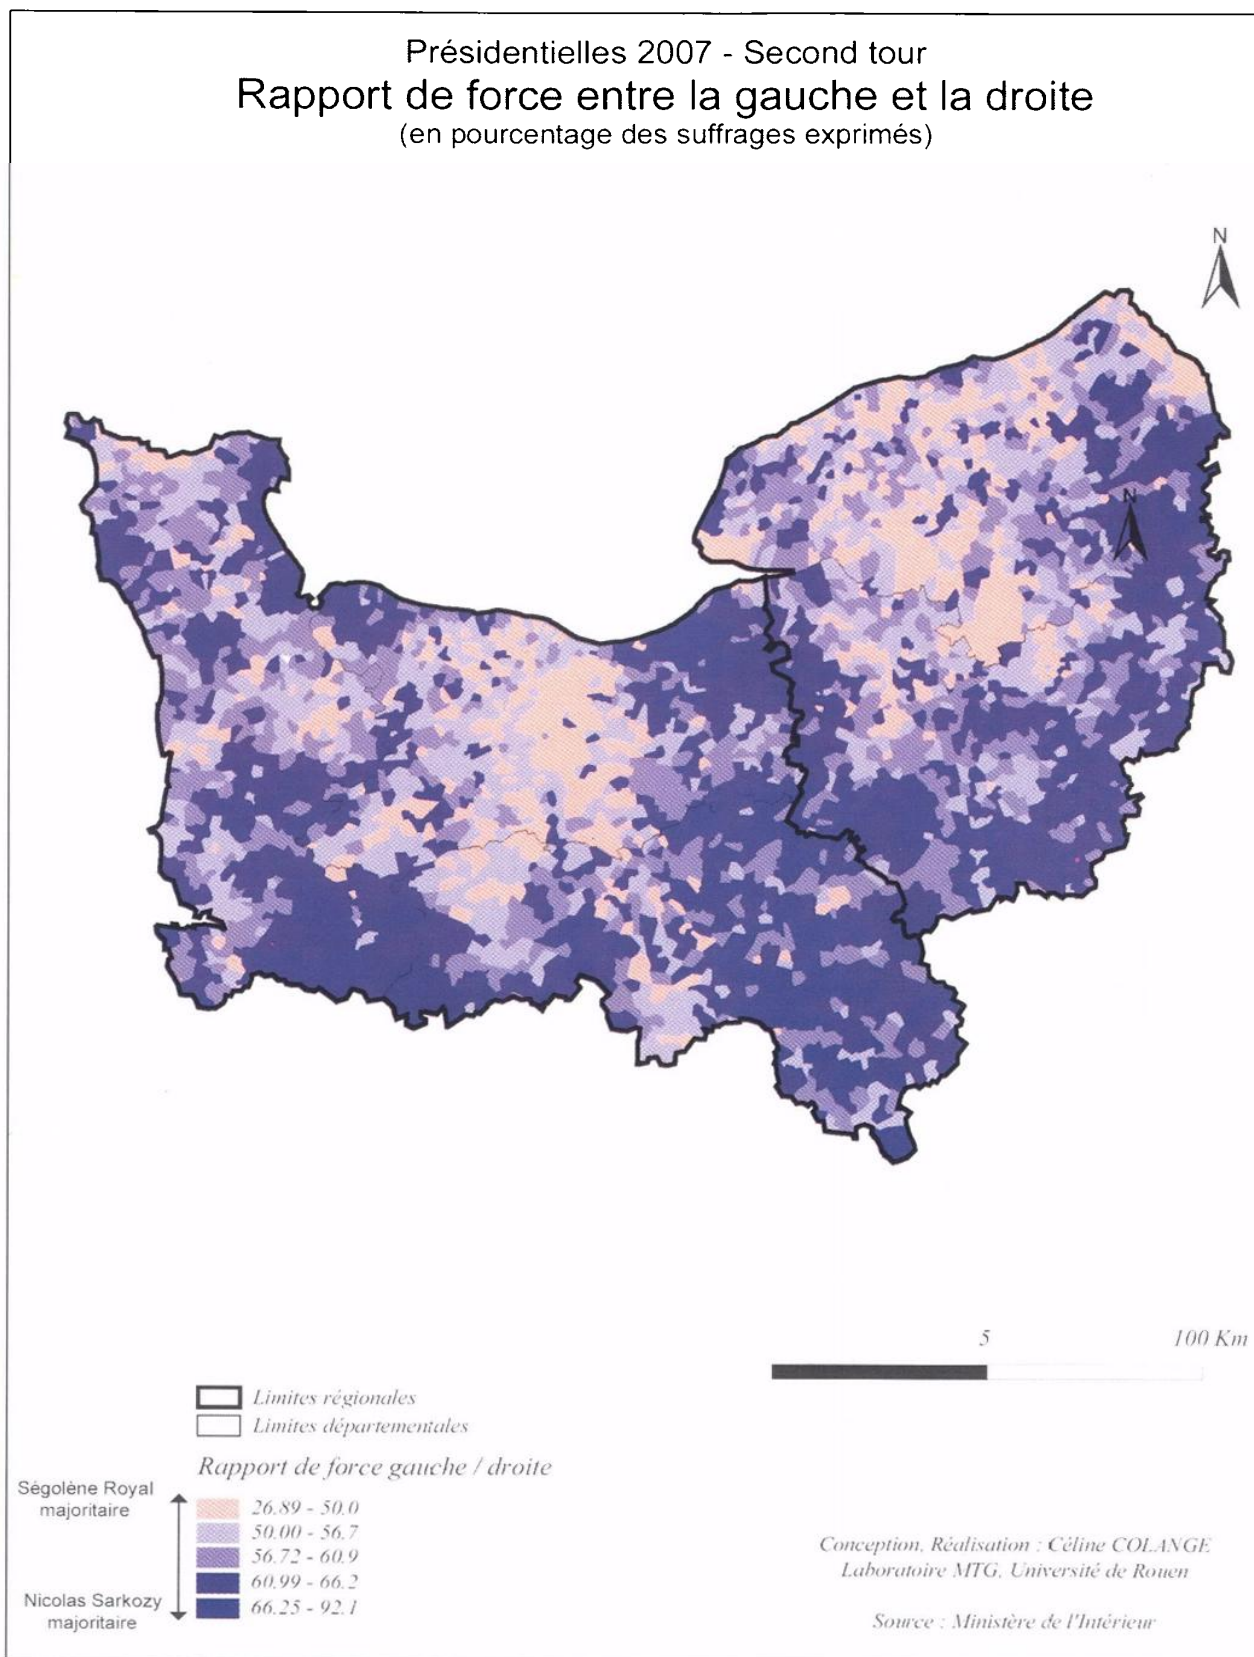 Présidentielles 2007 - Second tour
Rapport de force entre la gauche et la droite
(en pourcentage des suffrages exprimés)
N
N
5 100 Km
Limites régionales
Limites départementales
Rapport de force gauche / droite
Ségolène Royal
majoritaire
26.89 - 50.0
50.00 - 56.7
56.72 - 60.9
60.99 - 66.2
66.25 - 92.1
Nicolas Sarkozy
majoritaire
Conception, Réalisation : Céline COLANGE
Laboratoire MTG, Université de Rouen
Source : Ministère de l'Intérieur